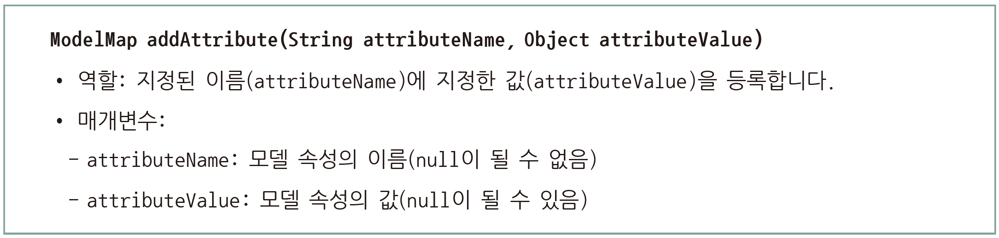 ModelMap addAttribute(String attributeName, Object attributeValue)
• 역할: 지정된 이름(attributeName)에 지정한 값(attributeValue)을 등록합니다.
• 매개변수:
- attributeName: 모델 속성의 이름(null이 될 수 없음)
- attributeValue: 모델 속성의 값(null이 될 수 있음)